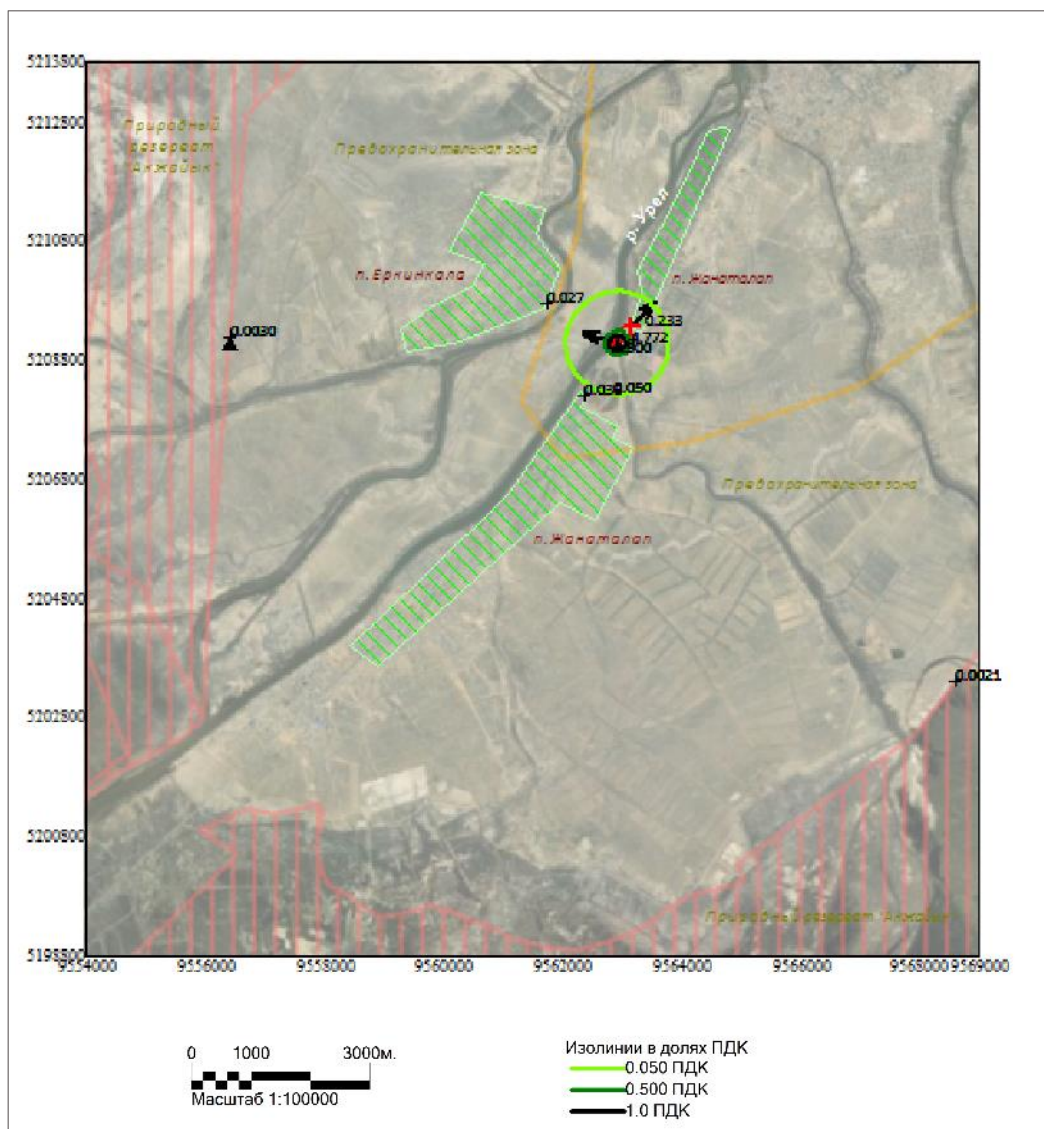 5213800
5212800
5210800
5208800
5206800
5204800
5202800
5200800
5198800
Природный
резерват
"Акжайык"
Предохранительная зона
р. Урал
п. Еркинкала
п. Жанаталап
0.027
0.233
0.0030
0.050
Предохранительная зона
п. Жанаталап
0.0021
Природный резерват "Акжайык"
9554000
9556000
9558000
9560000
9562000
9564000
9566000
9568000
9569000
0 1000 3000м.
Масштаб 1:100000
Изолинии в долях ПДК
0.050 ПДК
0.500 ПДК
1.0 ПДК